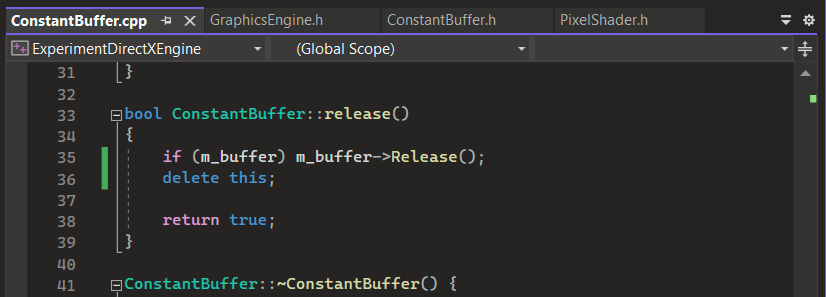 ConstantBuffer.cpp GraphicsEngine.h ConstantBuffer.h PixelShader.h
ExperimentDirectXEngine (Global Scope)
31 }
32
33 bool ConstantBuffer::release()
34 {
35 if (m_buffer) m_buffer->Release();
36 delete this;
37
38 return true;
39 }
40
41 ConstantBuffer::~ConstantBuffer() {